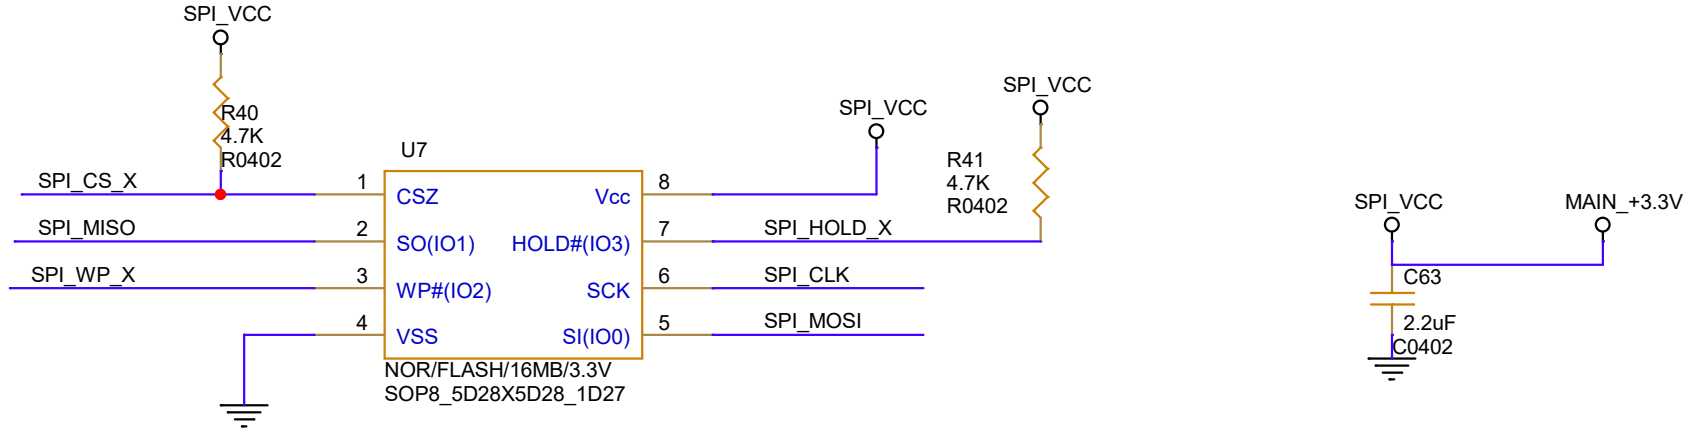 SPI_VCC
R40
4.7K
R0402
SPI_CS_X
SPI_MISO
SPI_WP_X
U7
1
2
3
4
CSZ
SO(IO1)
WP#(IO2)
VSS
Vcc
HOLD#(IO3)
SCK
SI(IO0)
8
7
6
5
NOR/FLASH/16MB/3.3V
SOP8_5D28X5D28_1D27
SPI_VCC
SPI_HOLD_X
SPI_CLK
SPI_MOSI
SPI_VCC
R41
4.7K
R0402
SPI_VCC
MAIN_+3.3V
C63
2.2uF
C0402